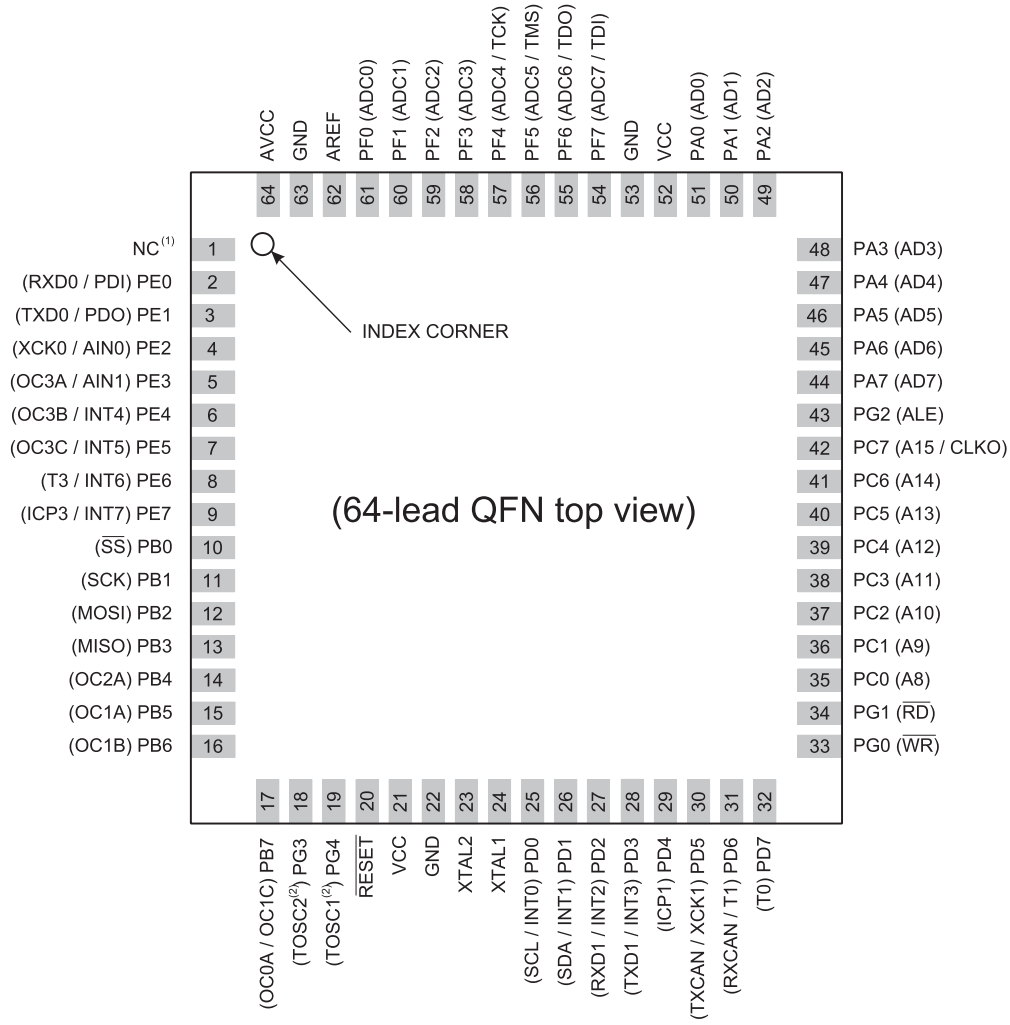 AVCC
GND
AREF
PF0 (ADC0)
PF1 (ADC1)
PF2 (ADC2)
PF3 (ADC3)
PF4 (ADC4 / TCK)
PF5 (ADC5 / TMS)
PF6 (ADC6 / TDO)
PF7 (ADC7 / TDI)
GND
VCC
PA0 (AD0)
PA1 (AD1)
PA2 (AD2)
64
63
62
61
60
59
58
57
56
55
54
53
52
51
50
49
NC(1) 1
(RXD0 / PDI) PE0 2
(TXD0 / PDO) PE1 3
(XCK0 / AIN0) PE2 4
(OC3A / AIN1) PE3 5
(OC3B / INT4) PE4 6
(OC3C / INT5) PE5 7
(T3 / INT6) PE6 8
(ICP3 / INT7) PE7 9
(SS) PB0 10
(SCK) PB1 11
(MOSI) PB2 12
(MISO) PB3 13
(OC2A) PB4 14
(OC1A) PB5 15
(OC1B) PB6 16
INDEX CORNER
(64-lead QFN top view)
48 PA3 (AD3)
47 PA4 (AD4)
46 PA5 (AD5)
45 PA6 (AD6)
44 PA7 (AD7)
43 PG2 (ALE)
42 PC7 (A15 / CLKO)
41 PC6 (A14)
40 PC5 (A13)
39 PC4 (A12)
38 PC3 (A11)
37 PC2 (A10)
36 PC1 (A9)
35 PC0 (A8)
34 PG1 (RD)
33 PG0 (WR)
17
18
19
20
21
22
23
24
25
26
27
28
29
30
31
32
(OC0A / OC1C) PB7
(TOSC2(2)) PG3
(TOSC1(2)) PG4
RESET
VCC
GND
XTAL2
XTAL1
(SCL / INT0) PD0
(SDA / INT1) PD1
(RXD1 / INT2) PD2
(TXD1 / INT3) PD3
(ICP1) PD4
(TXCAN / XCK1) PD5
(RXCAN / T1) PD6
(T0) PD7